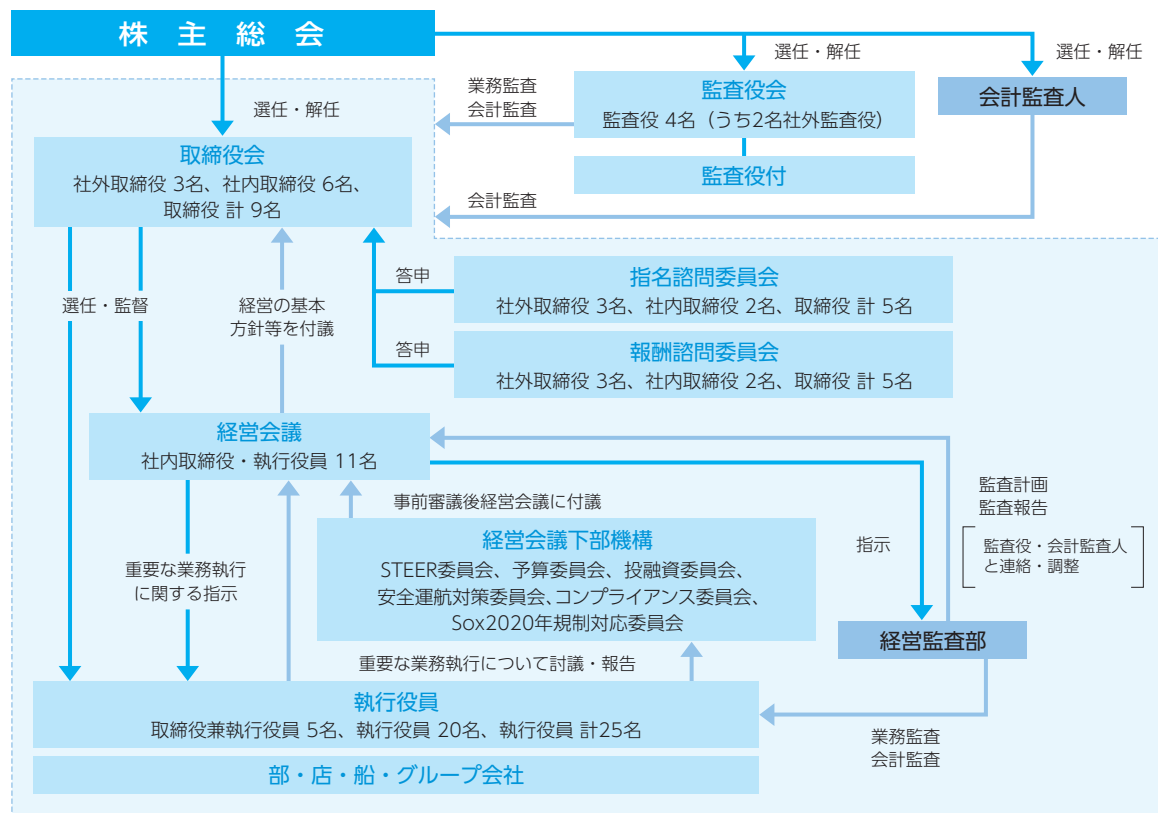 株主総会
選任・解任
選任・解任
選任・解任
業務監査
会計監査
監査役会
監査役 4名（うち2名社外監査役）
監査役付
会計監査人
会計監査
取締役会
社外取締役 3名、社内取締役 6名、
取締役 計 9名
選任・監督
経営の基本
方針等を付議
答申
指名諮問委員会
社外取締役 3名、社内取締役 2名、取締役 計 5名
答申
報酬諮問委員会
社外取締役 3名、社内取締役 2名、取締役 計 5名
経営会議
社内取締役・執行役員 11名
事前審議後経営会議に付議
経営会議下部機構
STEER委員会、予算委員会、投融資委員会、
安全運航対策委員会、コンプライアンス委員会、
Sox2020年規制対応委員会
重要な業務執行
に関する指示
指示
監査計画
監査報告
監査役・会計監査人
と連絡・調整
経営監査部
重要な業務執行について討議・報告
執行役員
取締役兼執行役員 5名、執行役員 20名、執行役員 計25名
業務監査
会計監査
部・店・船・グループ会社